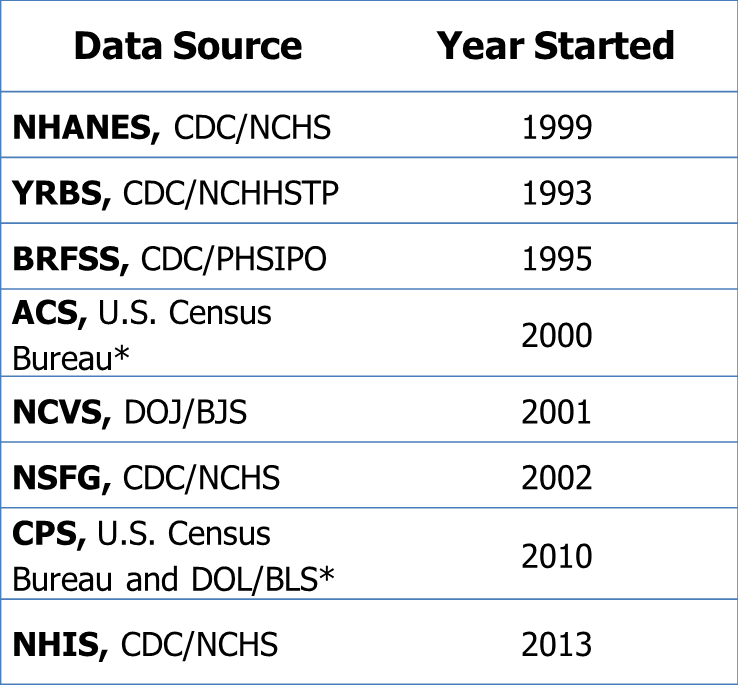 Data Source Year Started
NHANES, CDC/NCHS 1999
YRBS, CDC/NCHHSTP 1993
BRFSS, CDC/PHSIPO 1995
ACS, U.S. Census
Bureau* 2000
NCVS, DOJ/BJS 2001
NSFG, CDC/NCHS 2002
CPS, U.S. Census
Bureau and DOL/BLS* 2010
NHIS, CDC/NCHS 2013